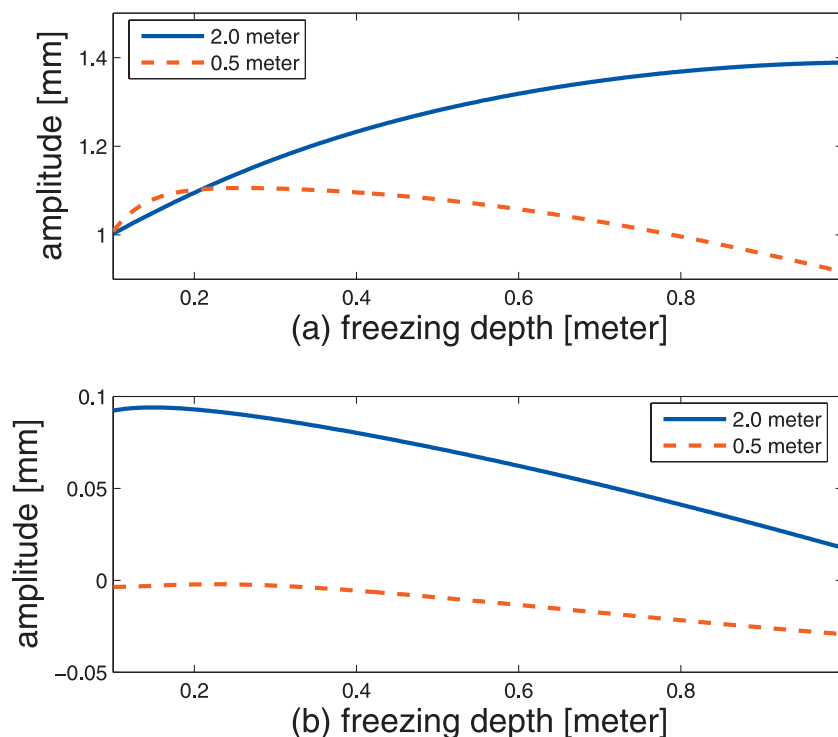 2.0 meter
0.5 meter
1.4
1.2
1
amplitude [mm]
0.2 0.4 0.6 0.8
(a) freezing depth [meter]
2.0 meter
0.5 meter
0.1
0.05
0
−0.05
amplitude [mm]
0.2 0.4 0.6 0.8
(b) freezing depth [meter]